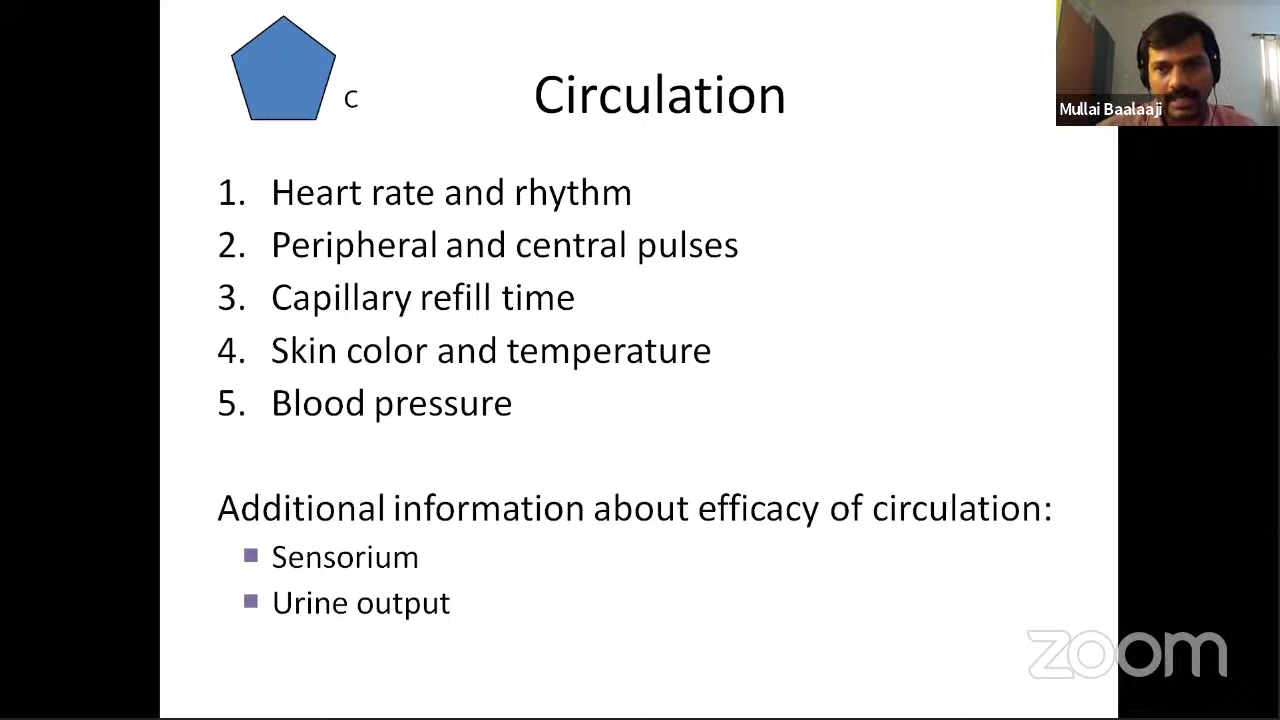 C
Circulation
Mullai Baalaaji
1. Heart rate and rhythm
2. Peripheral and central pulses
3. Capillary refill time
4. Skin color and temperature
5. Blood pressure
Additional information about efficacy of circulation:
Sensorium
Urine output
zoom